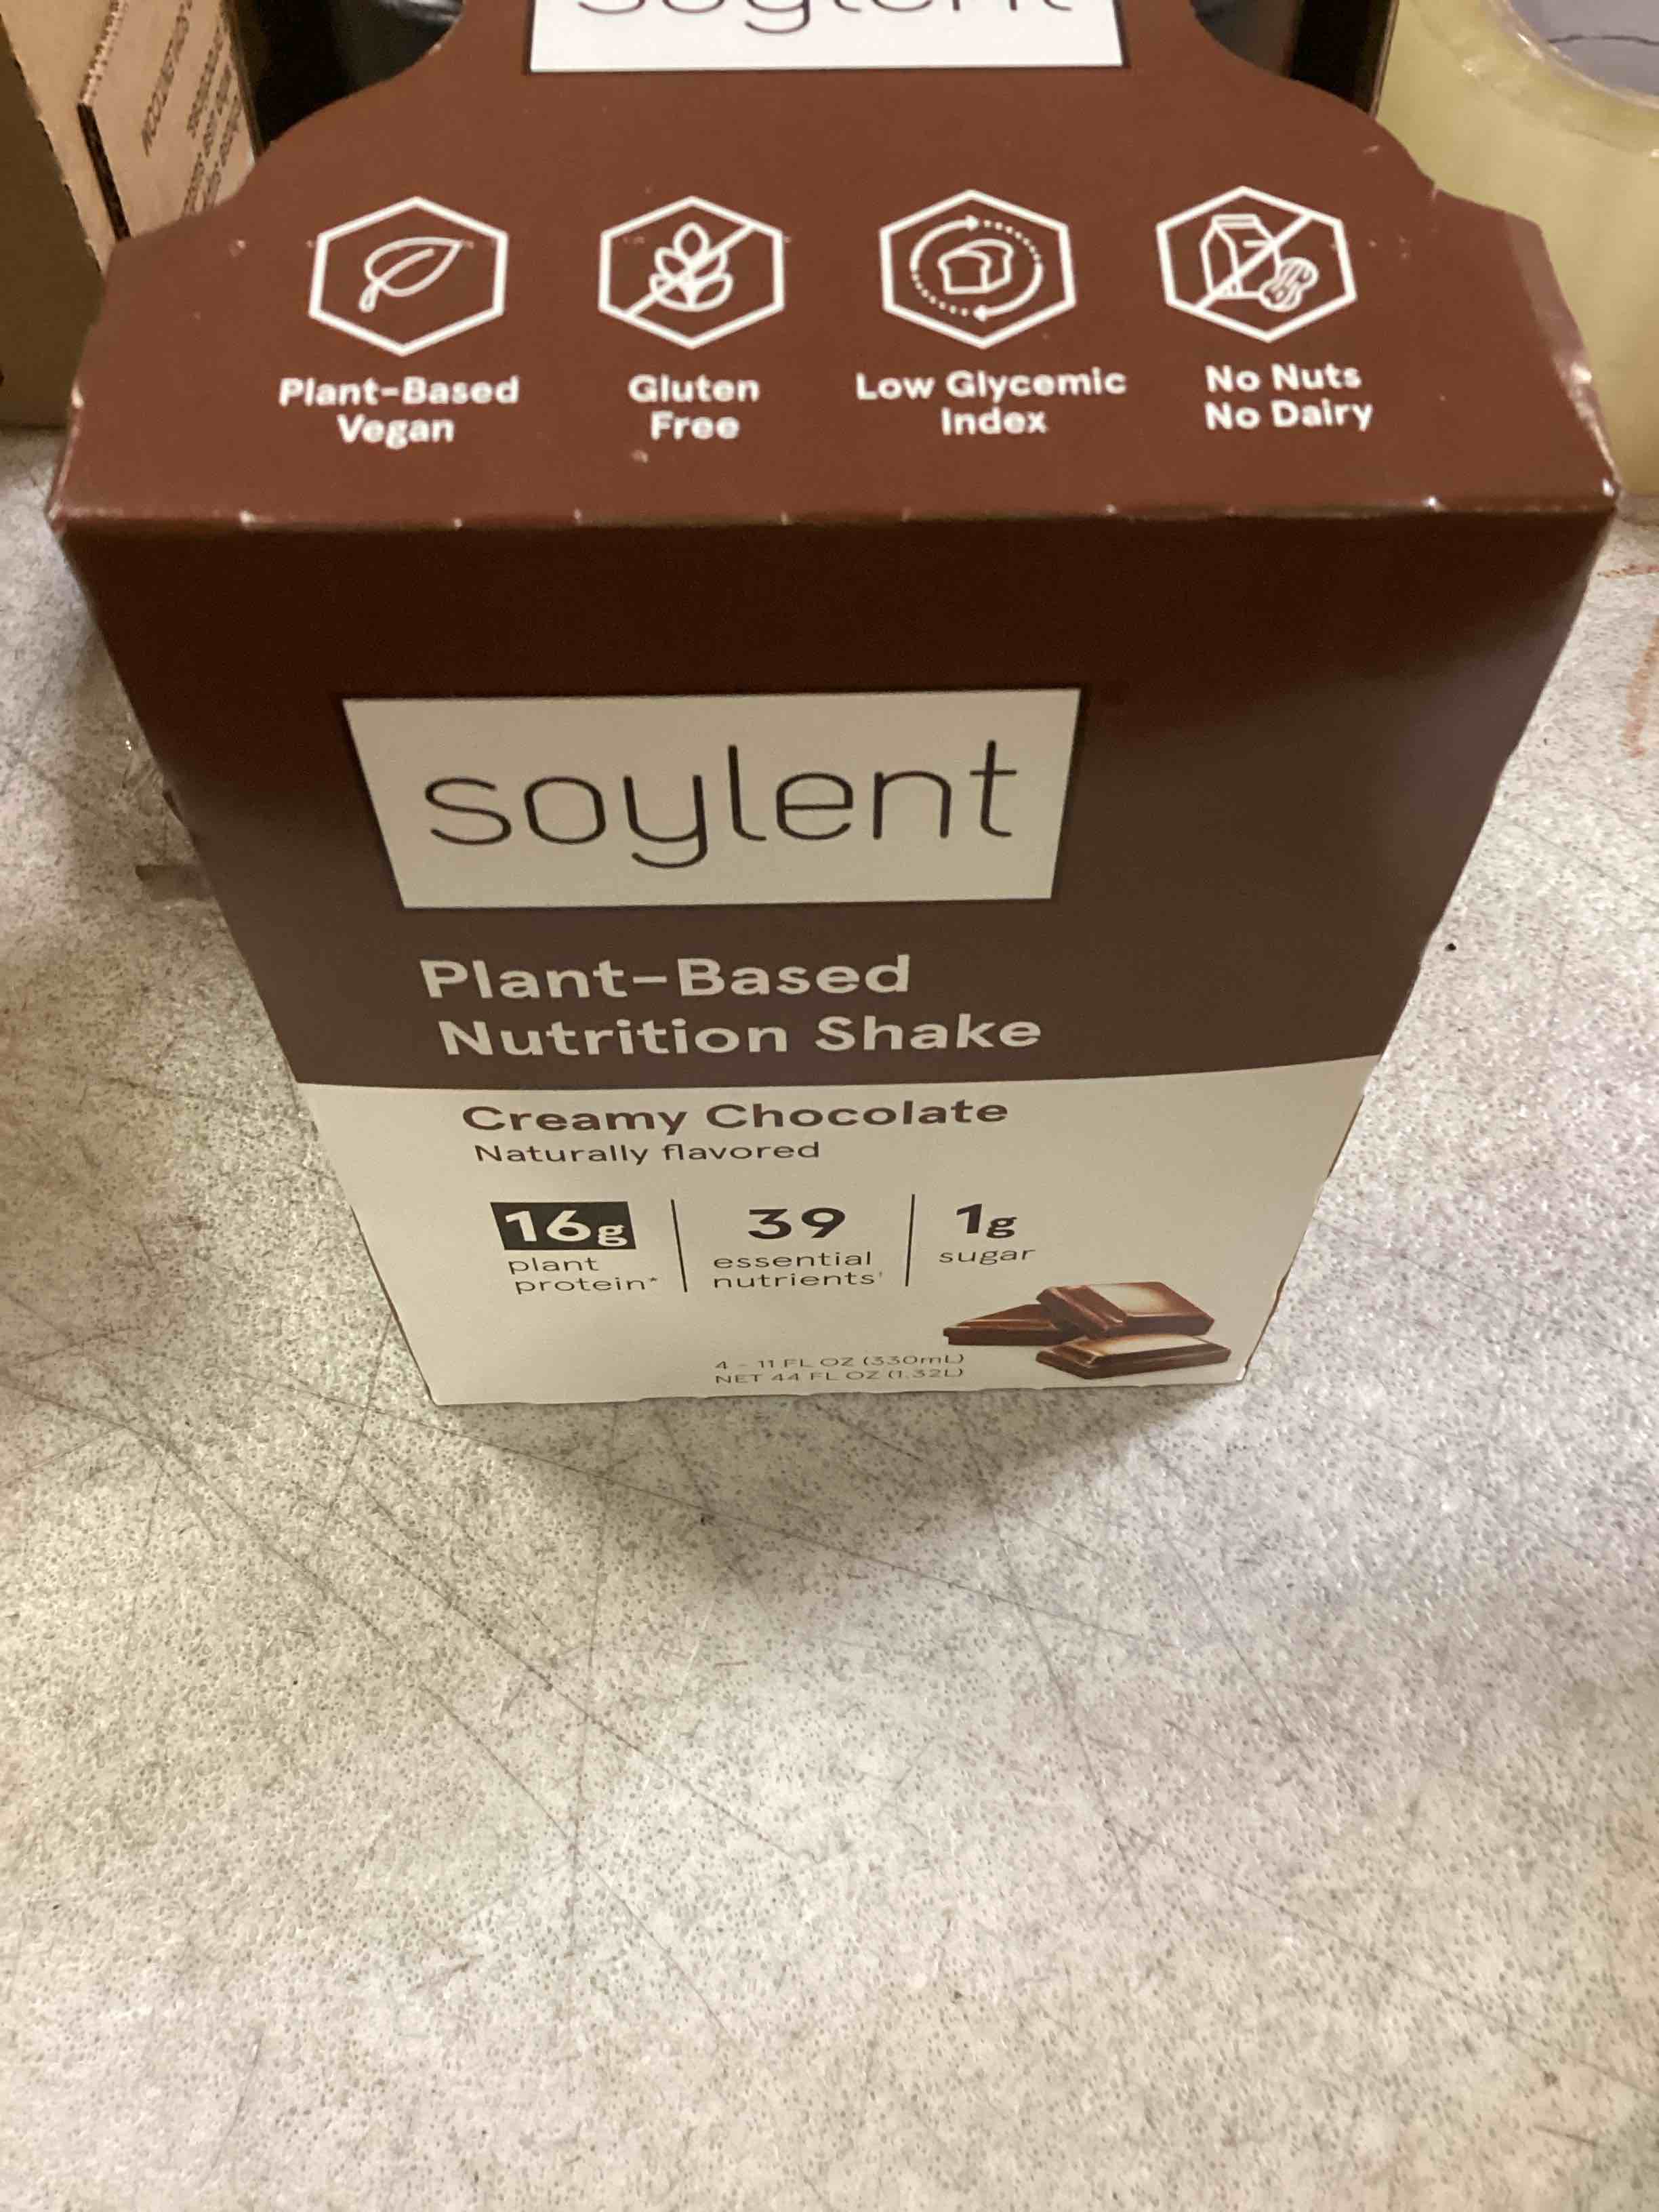 soylent
Plant-Based
Vegan
Gluten
Free
Low Glycemic
Index
No Nuts
No Dairy
soylent
Plant-Based
Nutrition Shake
Creamy Chocolate
Naturally flavored
16g
plant
protein*
39
essential
nutrients†
1g
sugar
4 - 11 FL OZ (330mL)
NET 44 FL OZ (1.32L)